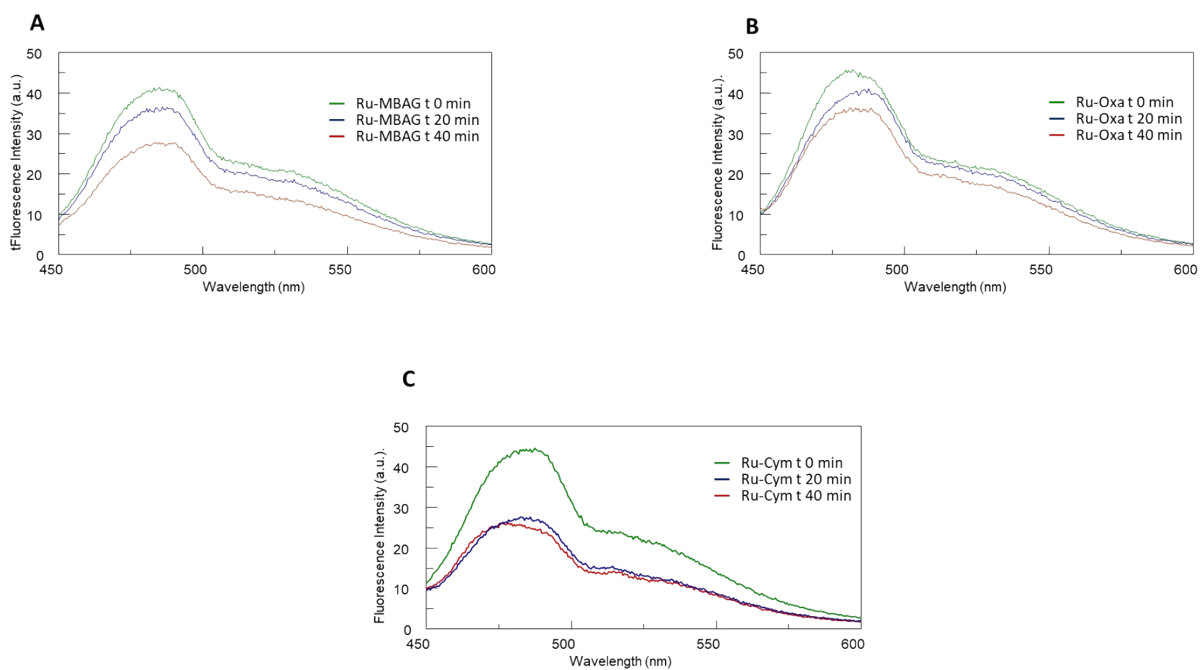 A
50
40
30
20
10
0
tFluorescence Intensity (a.u.)
Ru-MBAG t 0 min
Ru-MBAG t 20 min
Ru-MBAG t 40 min
450
500
550
600
Wavelength (nm)
B
50
40
30
20
10
0
Fluorescence Intensity (a.u.).
Ru-Oxa t 0 min
Ru-Oxa t 20 min
Ru-Oxa t 40 min
450
500
550
600
Wavelength (nm)
C
50
40
30
20
10
0
Fluorescence Intensity (a.u.).
Ru-Cym t 0 min
Ru-Cym t 20 min
Ru-Cym t 40 min
450
500
550
600
Wavelength (nm)